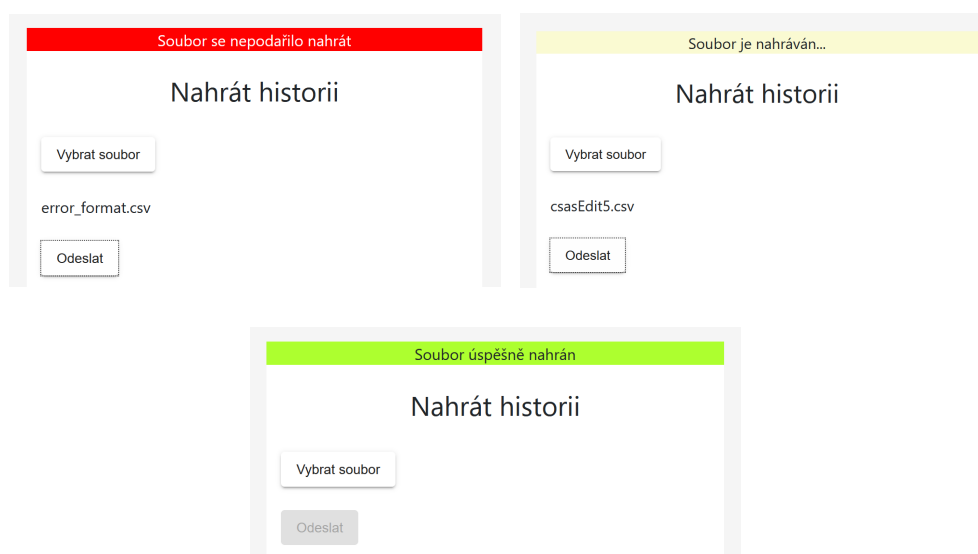 Soubor se nepodařilo nahrát
Nahrát historii
Vybrat soubor
error_format.csv
Odeslat
Soubor je nahráván...
Nahrát historii
Vybrat soubor
csasEdit5.csv
Odeslat
Soubor úspěšně nahrán
Nahrát historii
Vybrat soubor
Odeslat